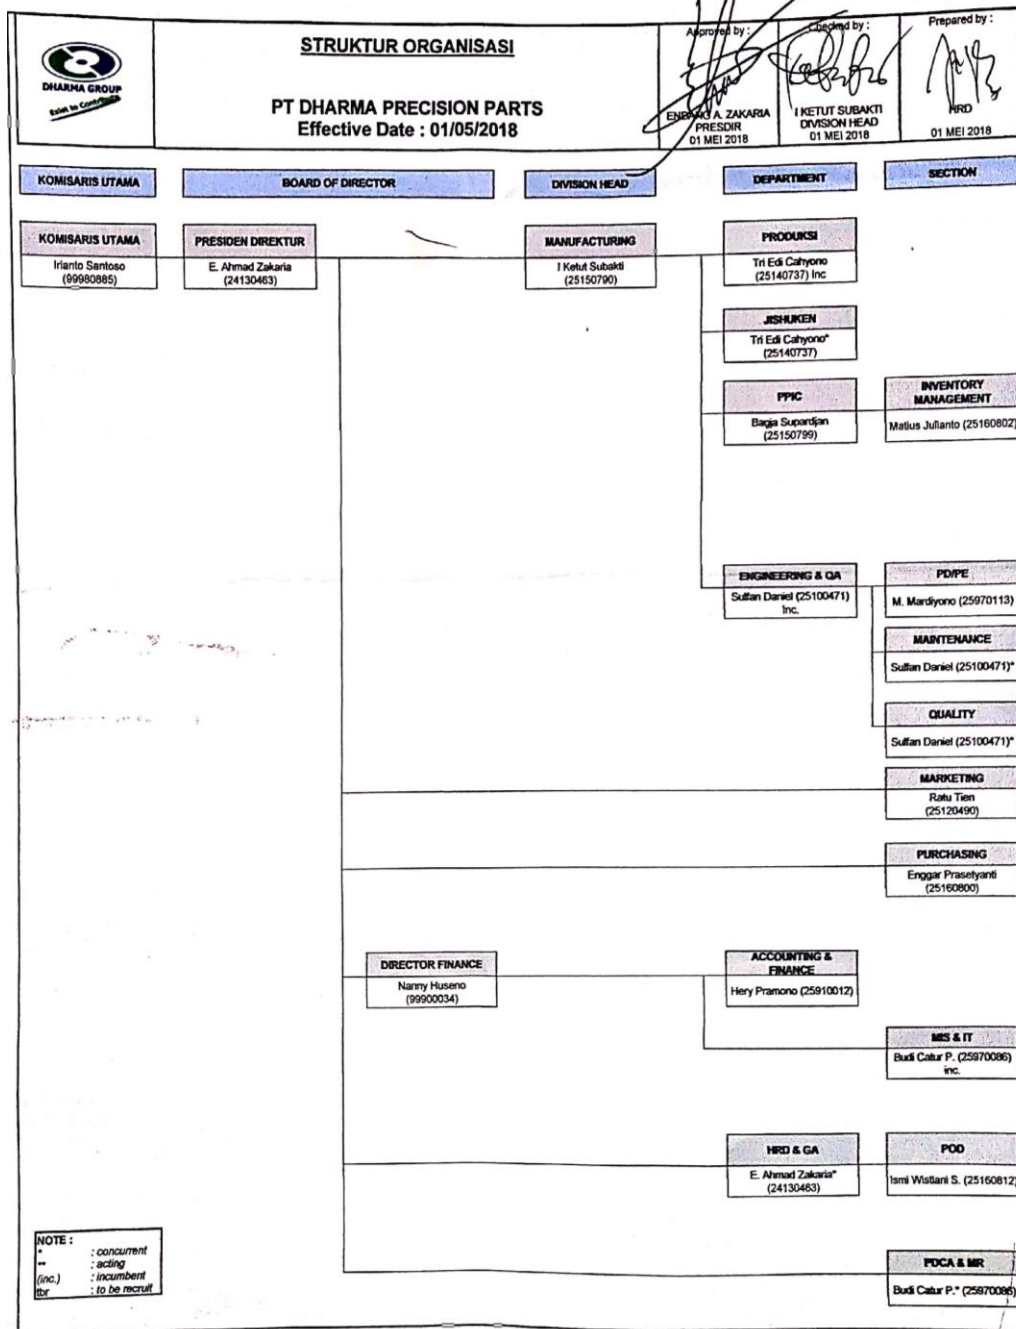 DHARMA GROUP
Exist to Contribute
STRUKTUR ORGANISASI
PT DHARMA PRECISION PARTS
Effective Date : 01/05/2018
Approved by :
ENDANG A. ZAKARIA
PRESDIR
01 MEI 2018
Checked by :
I KETUT SUBAKTI
DIVISION HEAD
01 MEI 2018
Prepared by :
HRD
01 MEI 2018
KOMISARIS UTAMA
BOARD OF DIRECTOR
DIVISION HEAD
DEPARTMENT
SECTION
KOMISARIS UTAMA
Irianto Santoso
(99980885)
PRESIDEN DIREKTUR
E. Ahmad Zakaria
(24130463)
MANUFACTURING
I Ketut Subakti
(25150790)
PRODUKSI
Tri Edi Cahyono
(25140737) Inc
JISHUKEN
Tri Edi Cahyono*
(25140737)
PPIC
Bagja Supardjan
(25150799)
INVENTORY
MANAGEMENT
Matius Julianto (25160802)
ENGINEERING & QA
Sulfan Daniel (25100471)
Inc.
PD/PE
M. Mardiyono (25970113)
MAINTENANCE
Sulfan Daniel (25100471)*
QUALITY
Sulfan Daniel (25100471)*
MARKETING
Ratu Tien
(25120490)
PURCHASING
Enggar Prasetyanti
(25160800)
DIRECTOR FINANCE
Nanny Huseno
(99900034)
ACCOUNTING &
FINANCE
Hery Pramono (25910012)
MIS & IT
Budi Catur P. (25970086)
inc.
HRD & GA
E. Ahmad Zakaria*
(24130463)
POD
Ismi Wistiani S. (25160812)
PDCA & MR
Budi Catur P.* (25970086)
NOTE :
* : concurrent
** : acting
(inc.) : incumbent
tbr : to be recruit